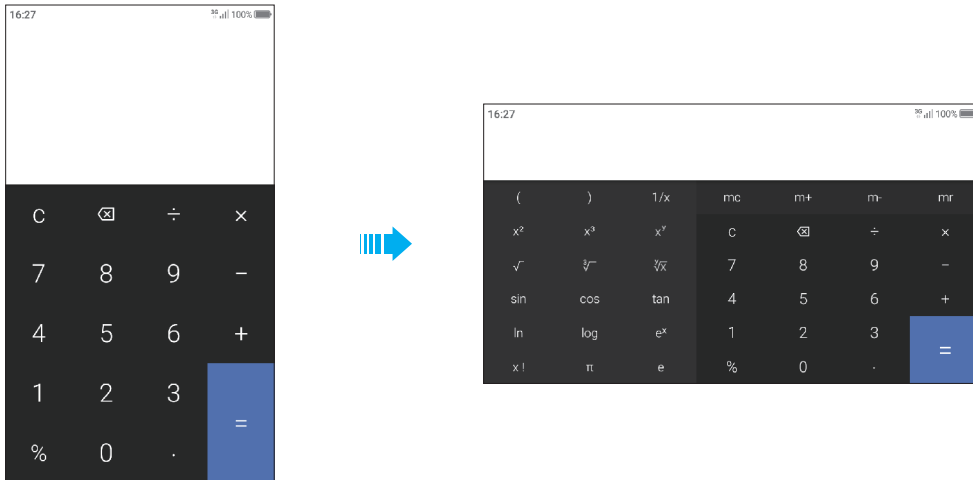 16:27 3G 100%
C ÷ ×
7 8 9 −
4 5 6 +
1 2 3
% 0 . =
16:27 3G 100%
( ) 1/x mc m+ m- mr
x² x³ xʸ C ÷ ×
√ ³√ ʸ√x 7 8 9 −
sin cos tan 4 5 6 +
ln log eˣ 1 2 3
x ! π e % 0 . =